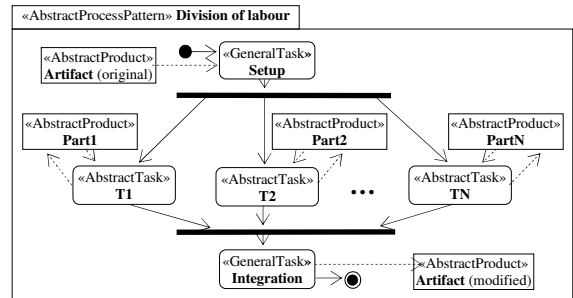 «AbstractProcessPattern» Division of labour
«AbstractProduct»
Artifact (original)
«GeneralTask»
Setup
«AbstractProduct»
Part1
«AbstractProduct»
Part2
«AbstractProduct»
PartN
«AbstractTask»
T1
«AbstractTask»
T2
...
«AbstractTask»
TN
«GeneralTask»
Integration
«AbstractProduct»
Artifact (modified)